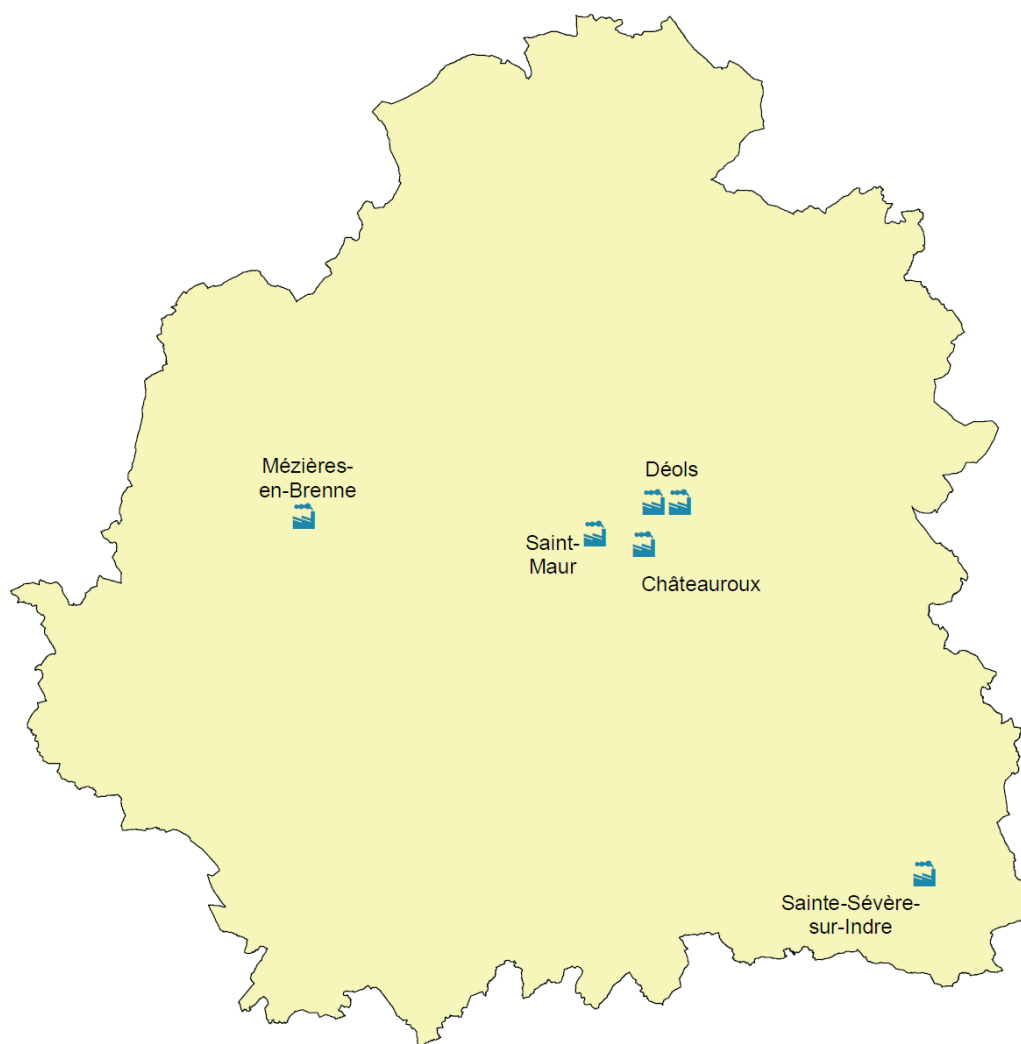 Mézières-
en-Brenne
Déols
Saint-
Maur
Châteauroux
Sainte-Sévère-
sur-Indre